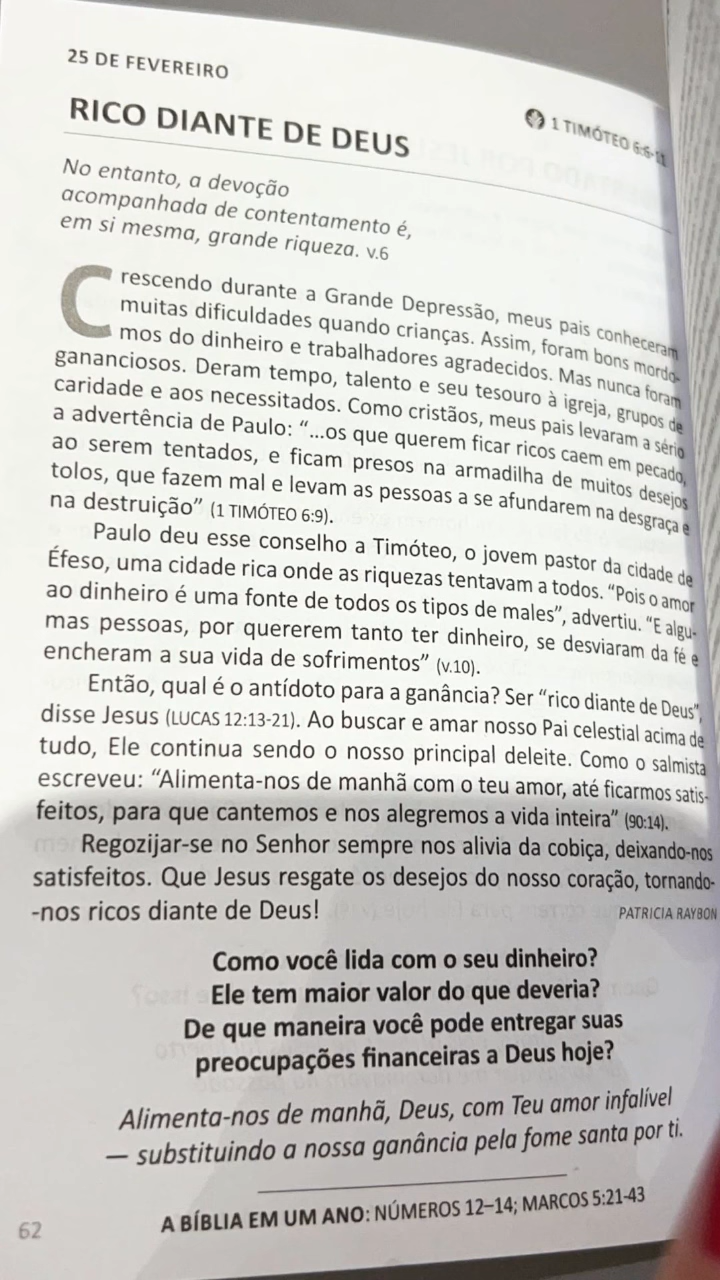 25 DE FEVEREIRO
RICO DIANTE DE DEUS
1 TIMÓTEO 6:6-11
No entanto, a devoção
acompanhada de contentamento é,
em si mesma, grande riqueza. v.6
Crescendo durante a Grande Depressão, meus pais conheceram
muitas dificuldades quando crianças. Assim, foram bons mordo-
mos do dinheiro e trabalhadores agradecidos. Mas nunca foram
gananciosos. Deram tempo, talento e seu tesouro à igreja, grupos de
caridade e aos necessitados. Como cristãos, meus pais levaram a sério
a advertência de Paulo: “...os que querem ficar ricos caem em pecado,
ao serem tentados, e ficam presos na armadilha de muitos desejos
tolos, que fazem mal e levam as pessoas a se afundarem na desgraça e
na destruição” (1 TIMÓTEO 6:9).
Paulo deu esse conselho a Timóteo, o jovem pastor da cidade de
Éfeso, uma cidade rica onde as riquezas tentavam a todos. “Pois o amor
ao dinheiro é uma fonte de todos os tipos de males”, advertiu. “E algu-
mas pessoas, por quererem tanto ter dinheiro, se desviaram da fé e
encheram a sua vida de sofrimentos” (v.10).
Então, qual é o antídoto para a ganância? Ser “rico diante de Deus”,
disse Jesus (LUCAS 12:13-21). Ao buscar e amar nosso Pai celestial acima de
tudo, Ele continua sendo o nosso principal deleite. Como o salmista
escreveu: “Alimenta-nos de manhã com o teu amor, até ficarmos satis-
feitos, para que cantemos e nos alegremos a vida inteira” (90:14).
Regozijar-se no Senhor sempre nos alivia da cobiça, deixando-nos
satisfeitos. Que Jesus resgate os desejos do nosso coração, tornando-
-nos ricos diante de Deus!
PATRICIA RAYBON
Como você lida com o seu dinheiro?
Ele tem maior valor do que deveria?
De que maneira você pode entregar suas
preocupações financeiras a Deus hoje?
Alimenta-nos de manhã, Deus, com Teu amor infalível
— substituindo a nossa ganância pela fome santa por ti.
62
A BÍBLIA EM UM ANO: NÚMEROS 12–14; MARCOS 5:21-43